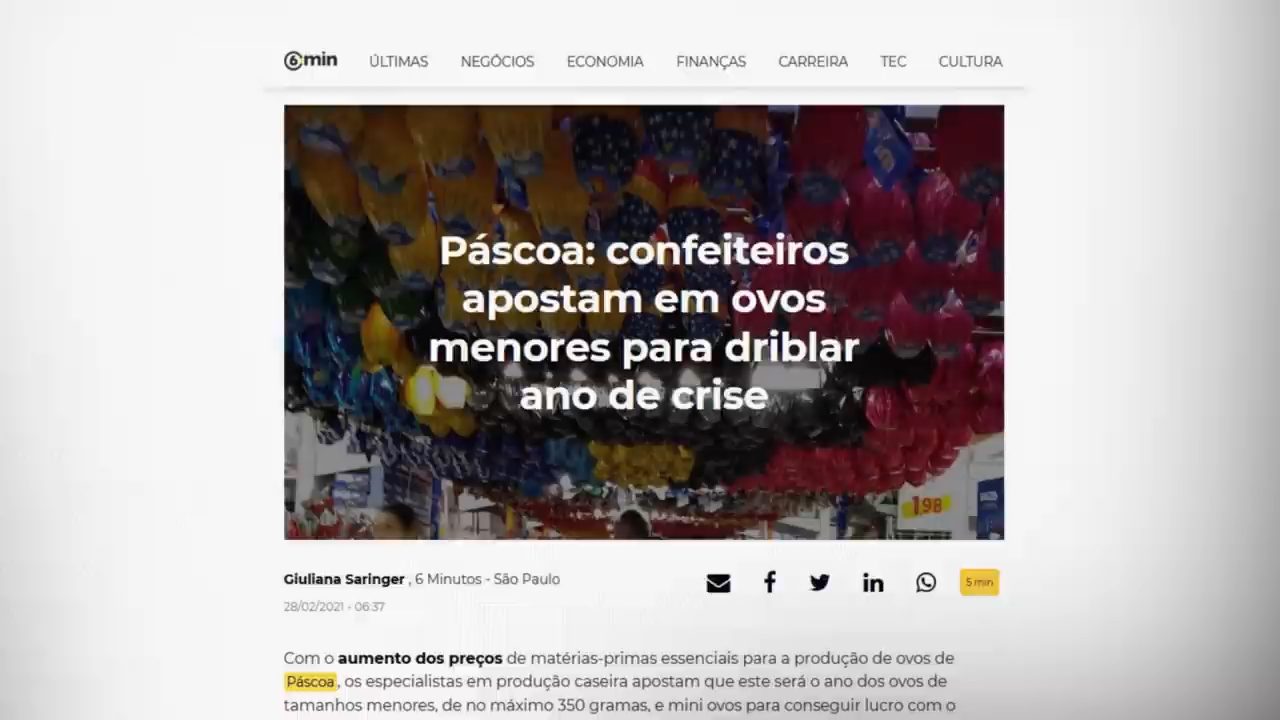 6min ÚLTIMAS NEGÓCIOS ECONOMIA FINANÇAS CARREIRA TEC CULTURA
Páscoa: confeiteiros
apostam em ovos
menores para driblar
ano de crise
1,98
Giuliana Saringer , 6 Minutos - São Paulo
5 min
28/02/2021 - 06:37
Com o aumento dos preços de matérias-primas essenciais para a produção de ovos de
Páscoa, os especialistas em produção caseira apostam que este será o ano dos ovos de
tamanhos menores, de no máximo 350 gramas, e mini ovos para conseguir lucro com o